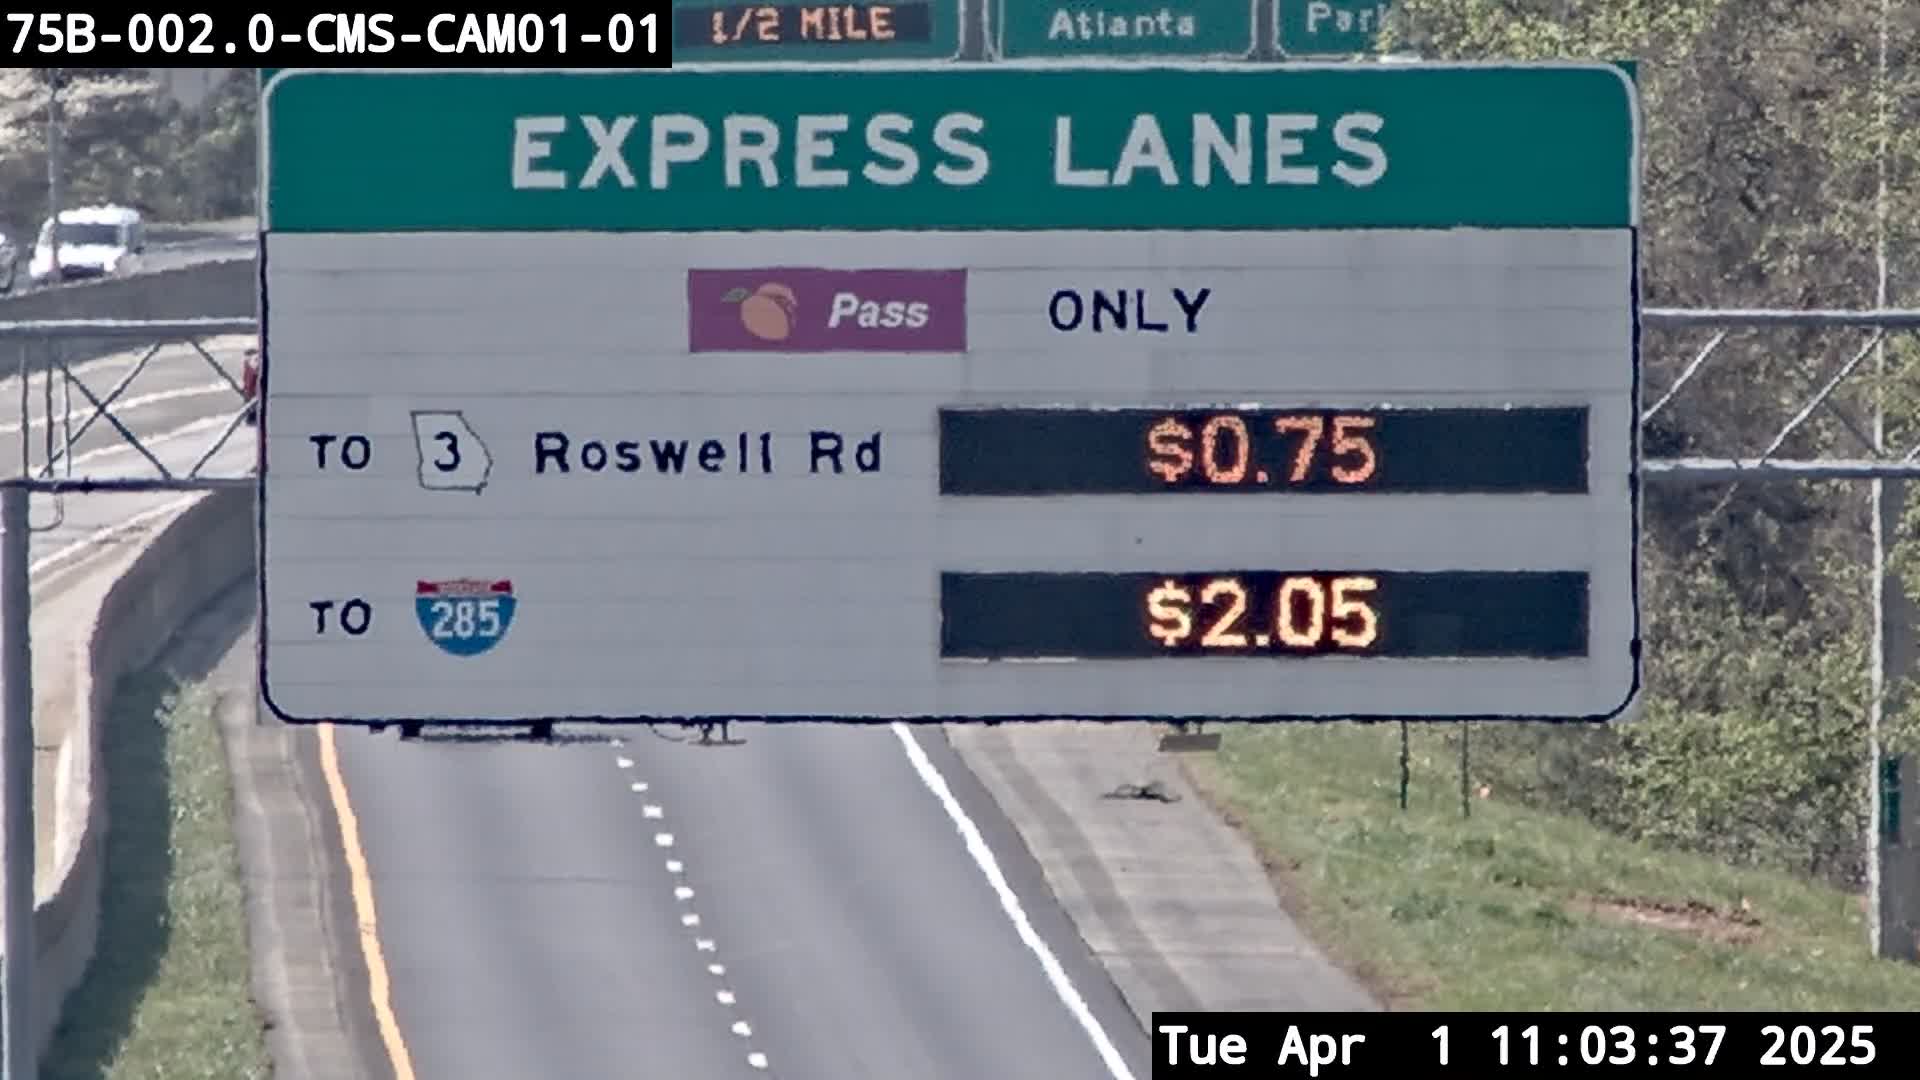 75B-002.0-CMS-CAM01-01
1/2 MILE
Atlanta
EXPRESS LANES
Pass ONLY
TO 3 Roswell Rd $0.75
TO 285 $2.05
Tue Apr 1 11:03:37 2025